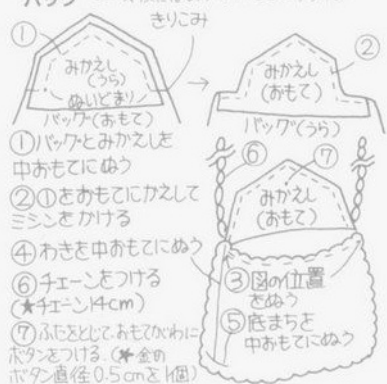 バッグ
きりこみ
①
みかえし
(うら)
ぬいどまり
バッグ(おもて)
②
みかえし
(おもて)
バッグ(うら)
①バッグとみかえしを
中おもてにぬう
②①をおもてにかえして
ミシンをかける
④わきを中おもてにぬう
⑥チェーンをつける
(★チェーン14cm)
⑦ふたをとじて、おもてがわに
ボタンをつける。(★金の
ボタン直径0.5cmを1個)
⑥
⑦
みかえし
(おもて)
③図の位置
をぬう
⑤底まちを
中おもてにぬう